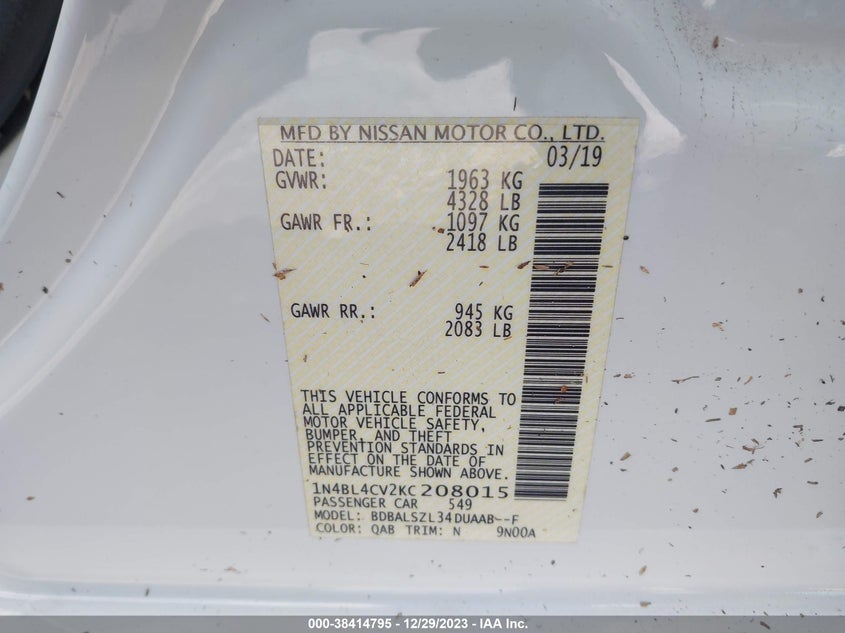 MFD BY NISSAN MOTOR CO., LTD.
DATE: 03/19
GVWR: 1963 KG
4328 LB
GAWR FR.: 1097 KG
2418 LB
GAWR RR.: 945 KG
2083 LB
THIS VEHICLE CONFORMS TO
ALL APPLICABLE FEDERAL
MOTOR VEHICLE SAFETY,
BUMPER, AND THEFT
PREVENTION STANDARDS IN
EFFECT ON THE DATE OF
MANUFACTURE SHOWN ABOVE.
1N4BL4CV2KC208015
PASSENGER CAR 549
MODEL: BDBALSZL34DUAAB--F
COLOR: QAB TRIM: N 9N00A
000-38414795 - 12/29/2023 - IAA Inc.